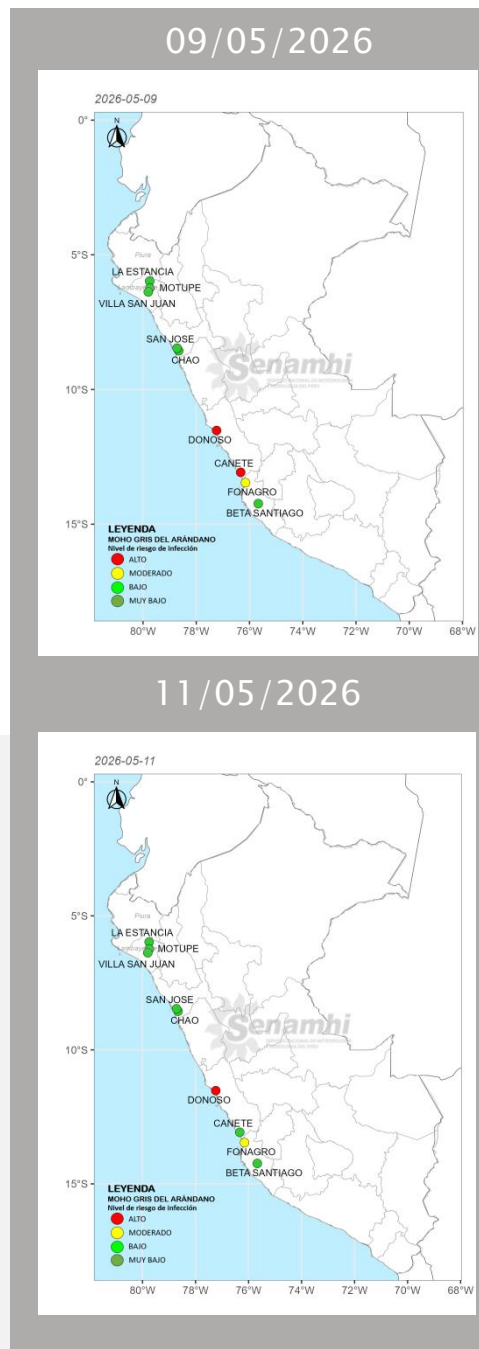 09/05/2026
2026-05-09
N
0°
5°S
10°S
15°S
Piura
LA ESTANCIA
MOTUPE
VILLA SAN JUAN
SAN JOSE
CHAO
Senamhi
DONOSO
CANETE
FONAGRO
BETA SANTIAGO
LEYENDA
MOHO GRIS DEL ARÁNDANO
Nivel de riesgo de infección
ALTO
MODERADO
BAJO
MUY BAJO
80°W 78°W 76°W 74°W 72°W 70°W 68°W
11/05/2026
2026-05-11
N
0°
5°S
10°S
15°S
Piura
LA ESTANCIA
MOTUPE
VILLA SAN JUAN
SAN JOSE
CHAO
Senamhi
DONOSO
CANETE
FONAGRO
BETA SANTIAGO
LEYENDA
MOHO GRIS DEL ARÁNDANO
Nivel de riesgo de infección
ALTO
MODERADO
BAJO
MUY BAJO
80°W 78°W 76°W 74°W 72°W 70°W 68°W